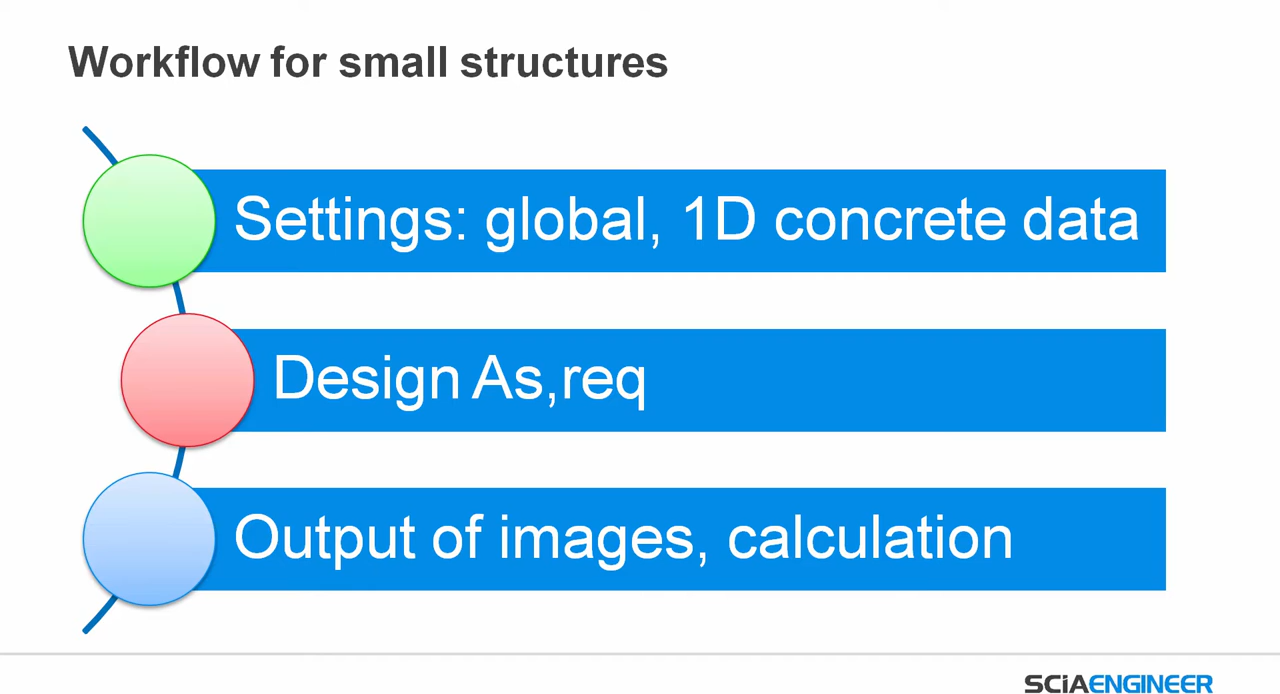 Workflow for small structures
Settings: global, 1D concrete data
Design As,req
Output of images, calculation
SCiAENGINEER